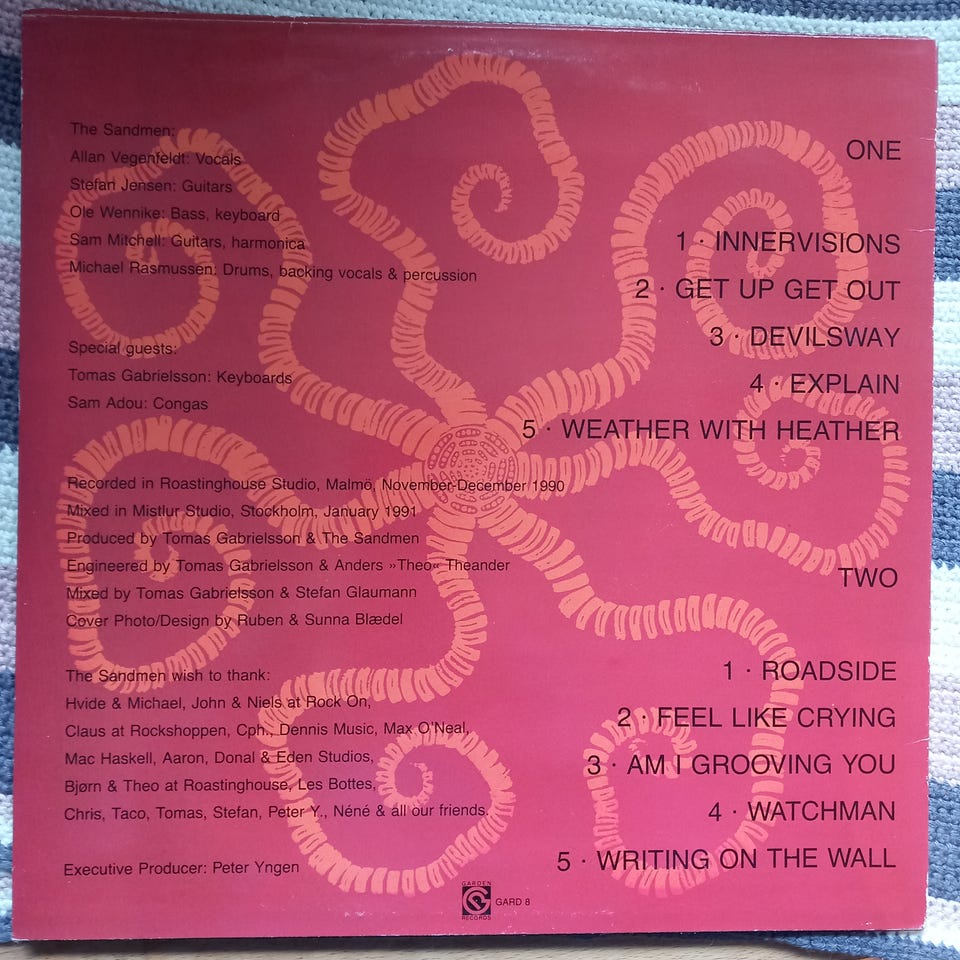 The Sandmen:
Allan Vegenfeldt: Vocals
Stefan Jensen: Guitars
Ole Wennike: Bass, keyboard
Sam Mitchell: Guitars, harmonica
Michael Rasmussen: Drums, backing vocals & percussion
Special guests:
Tomas Gabrielsson: Keyboards
Sam Adou: Congas
Recorded in Roastinghouse Studio, Malmö, November-December 1990
Mixed in Mistlur Studio, Stockholm, January 1991
Produced by Tomas Gabrielsson & The Sandmen
Engineered by Tomas Gabrielsson & Anders »Theo« Theander
Mixed by Tomas Gabrielsson & Stefan Glaumann
Cover Photo/Design by Ruben & Sunna Blædel
The Sandmen wish to thank:
Hvide & Michael, John & Niels at Rock On,
Claus at Rockshoppen, Cph., Dennis Music, Max O'Neal,
Mac Haskell, Aaron, Donal & Eden Studios,
Bjørn & Theo at Roastinghouse, Les Bottes,
Chris, Taco, Tomas, Stefan, Peter Y., Néné & all our friends.
Executive Producer: Peter Yngen
ONE
1 · INNERVISIONS
2 · GET UP GET OUT
3 · DEVILSWAY
4 · EXPLAIN
5 · WEATHER WITH HEATHER
TWO
1 · ROADSIDE
2 · FEEL LIKE CRYING
3 · AM I GROOVING YOU
4 · WATCHMAN
5 · WRITING ON THE WALL
GARDEN
RECORDS
GARD 8